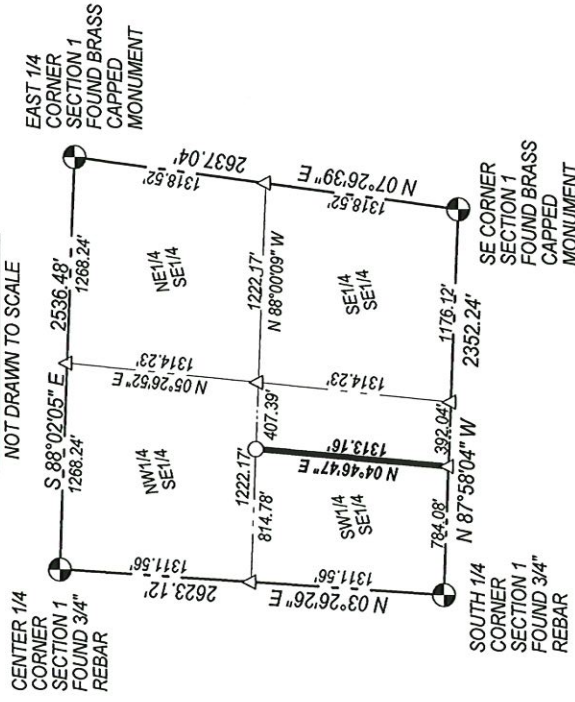 NOT DRAWN TO SCALE
CENTER 1/4
CORNER
SECTION 1
FOUND 3/4"
REBAR
EAST 1/4
CORNER
SECTION 1
FOUND BRASS
CAPPED
MONUMENT
S 88°02'05" E
2536.48'
1268.24'
1268.24'
NW1/4
SE1/4
N 05°26'52" E
1314.23'
NE1/4
SE1/4
2637.04'
1318.52'
2623.12'
1311.56'
1222.17'
814.78'
407.39'
1222.17'
N 88°00'09" W
N 03°26'26" E
1311.56'
SW1/4
SE1/4
N 04°46'47" E
1313.16'
1314.23'
SE1/4
SE1/4
N 07°26'39" E
1318.52'
784.08'
392.04'
1176.12'
N 87°58'04" W
2352.24'
SOUTH 1/4
CORNER
SECTION 1
FOUND 3/4"
REBAR
SE CORNER
SECTION 1
FOUND BRASS
CAPPED
MONUMENT